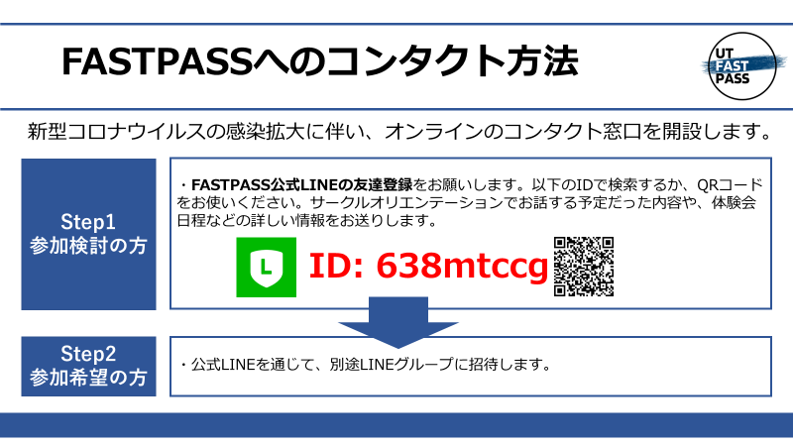 FASTPASSへのコンタクト方法
UT
FAST
PASS
新型コロナウイルスの感染拡大に伴い、オンラインのコンタクト窓口を開設します。
Step1
参加検討の方
・FASTPASS公式LINEの友達登録をお願いします。以下のIDで検索するか、QRコード
をお使いください。サークルオリエンテーションでお話する予定だった内容や、体験会
日程などの詳しい情報をお送りします。
L
ID: 638mtccg
Step2
参加希望の方
・公式LINEを通じて、別途LINEグループに招待します。